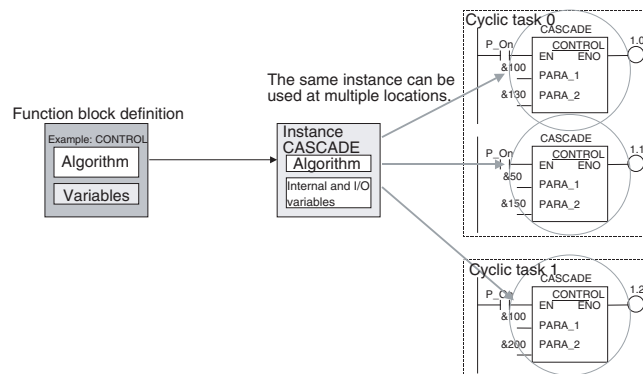 Function block definition
Example: CONTROL
Algorithm
Variables
The same instance can be
used at multiple locations.
Instance
CASCADE
Algorithm
Internal and I/O
variables
Cyclic task 0
CASCADE
P_On
CONTROL
1.0
EN ENO
&100
PARA_1
&130
PARA_2
CASCADE
P_On
CONTROL
1.1
EN ENO
&50
PARA_1
&150
PARA_2
Cyclic task 1
CASCADE
P_On
CONTROL
1.2
EN ENO
&100
PARA_1
&200
PARA_2